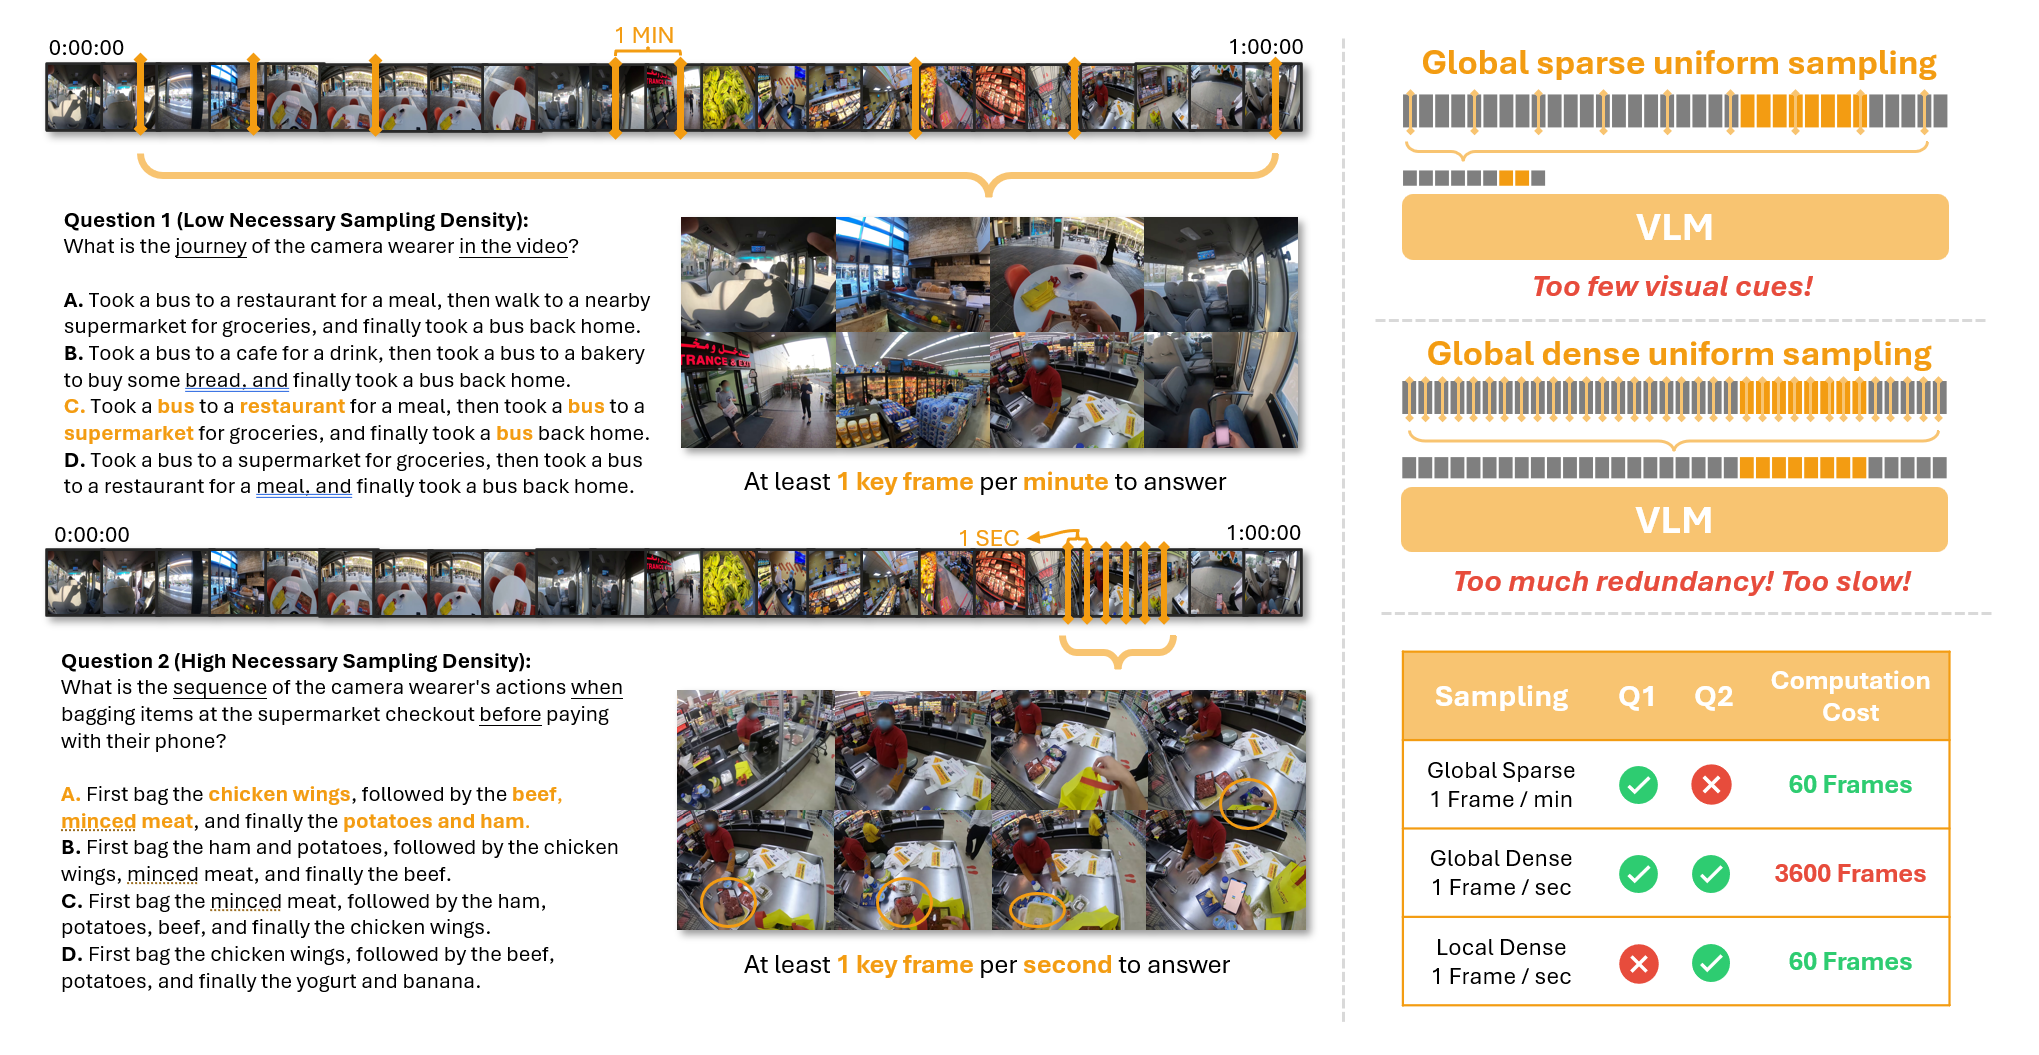 0:00:00
1 MIN
1:00:00
Question 1 (Low Necessary Sampling Density):
What is the journey of the camera wearer in the video?
A. Took a bus to a restaurant for a meal, then walk to a nearby
supermarket for groceries, and finally took a bus back home.
B. Took a bus to a cafe for a drink, then took a bus to a bakery
to buy some bread, and finally took a bus back home.
C. Took a bus to a restaurant for a meal, then took a bus to a
supermarket for groceries, and finally took a bus back home.
D. Took a bus to a supermarket for groceries, then took a bus
to a restaurant for a meal, and finally took a bus back home.
TRANCE & EXIT
At least 1 key frame per minute to answer
0:00:00
1 SEC
1:00:00
Question 2 (High Necessary Sampling Density):
What is the sequence of the camera wearer's actions when
bagging items at the supermarket checkout before paying
with their phone?
A. First bag the chicken wings, followed by the beef,
minced meat, and finally the potatoes and ham.
B. First bag the ham and potatoes, followed by the chicken
wings, minced meat, and finally the beef.
C. First bag the minced meat, followed by the ham,
potatoes, beef, and finally the chicken wings.
D. First bag the chicken wings, followed by the beef,
potatoes, and finally the yogurt and banana.
At least 1 key frame per second to answer
Global sparse uniform sampling
VLM
Too few visual cues!
Global dense uniform sampling
VLM
Too much redundancy! Too slow!
Sampling Q1 Q2 Computation Cost
Global Sparse
1 Frame / min
60 Frames
Global Dense
1 Frame / sec
3600 Frames
Local Dense
1 Frame / sec
60 Frames